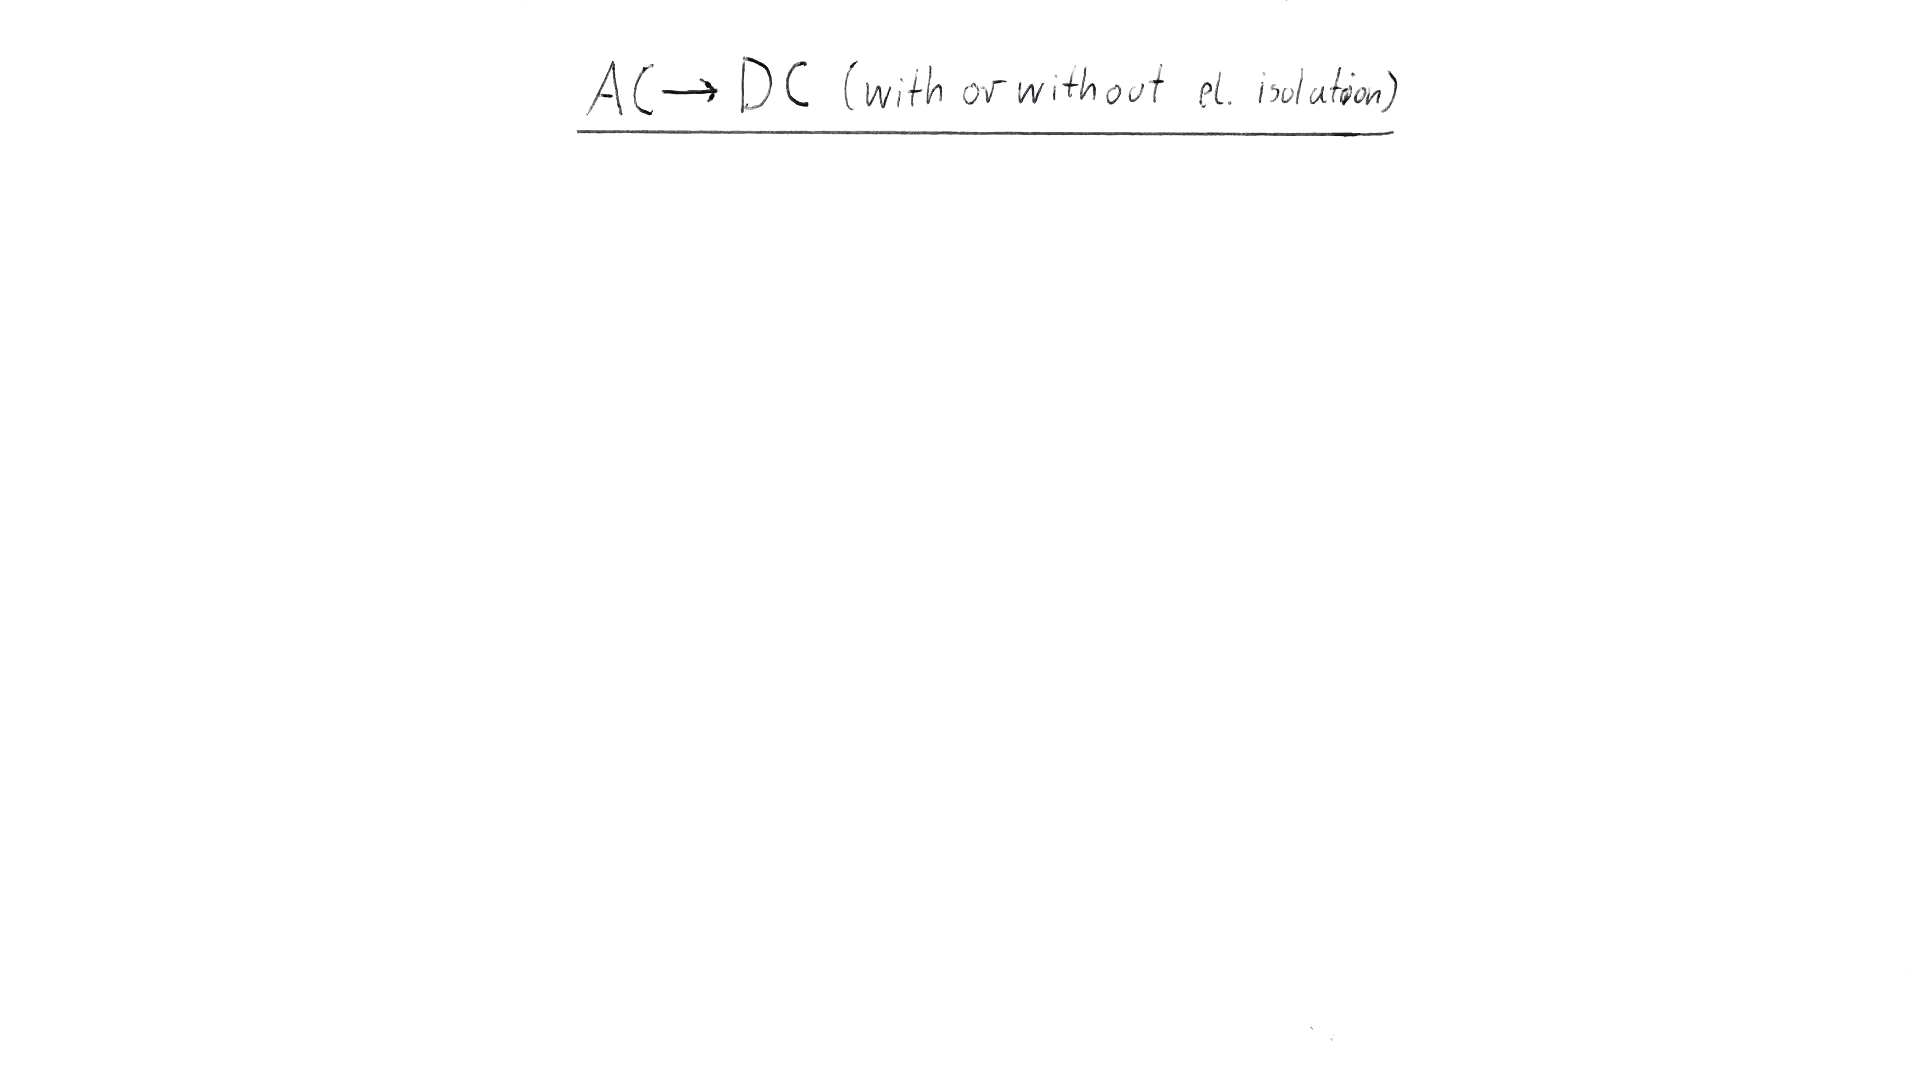 AC → DC (with or without el. isolation)